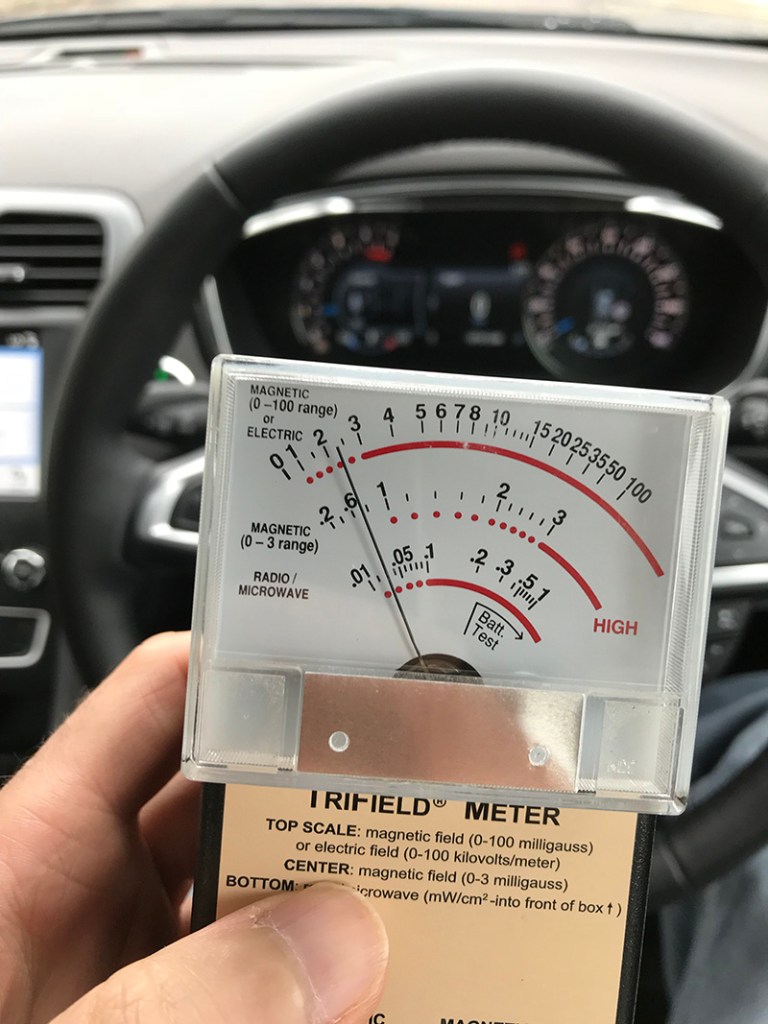 MAGNETIC
(0 –100 range)
or
ELECTRIC
0 1 2 3 4 5 6 7 8 10 15 20 25 35 50 100
MAGNETIC
(0 – 3 range)
.2 .6 1 2 3
RADIO /
MICROWAVE
.01 .05 .1 .2 .3 .5 1
HIGH
Batt.
Test
TRIFIELD® METER
TOP SCALE: magnetic field (0-100 milligauss)
or electric field (0-100 kilovolts/meter)
CENTER: magnetic field (0-3 milligauss)
BOTTOM: (mW/cm²-into front of box↑)